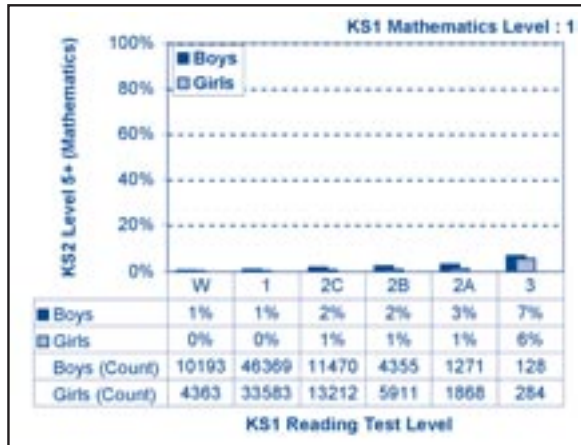 KS1 Mathematics Level : 1
100%
Boys
80%
Girls
60%
40%
20%
0%
KS2 Level 5+ (Mathematics)
W 1 2C 2B 2A 3
Boys 1% 1% 2% 2% 3% 7%
Girls 0% 0% 1% 1% 1% 6%
Boys (Count) 10193 46369 11470 4355 1271 128
Girls (Count) 4363 33583 13212 5911 1868 284
KS1 Reading Test Level